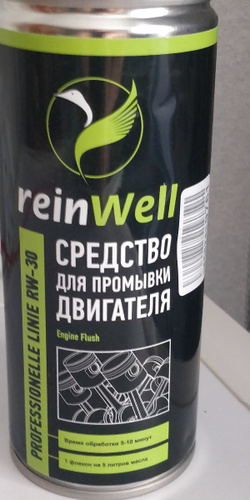 reinWell
СРЕДСТВО
ДЛЯ ПРОМЫВКИ
ДВИГАТЕЛЯ
Engine Flush
PROFESSIONELLE LINIE RW-30
Время обработки 5-10 минут
1 флакон на 5 литров масла